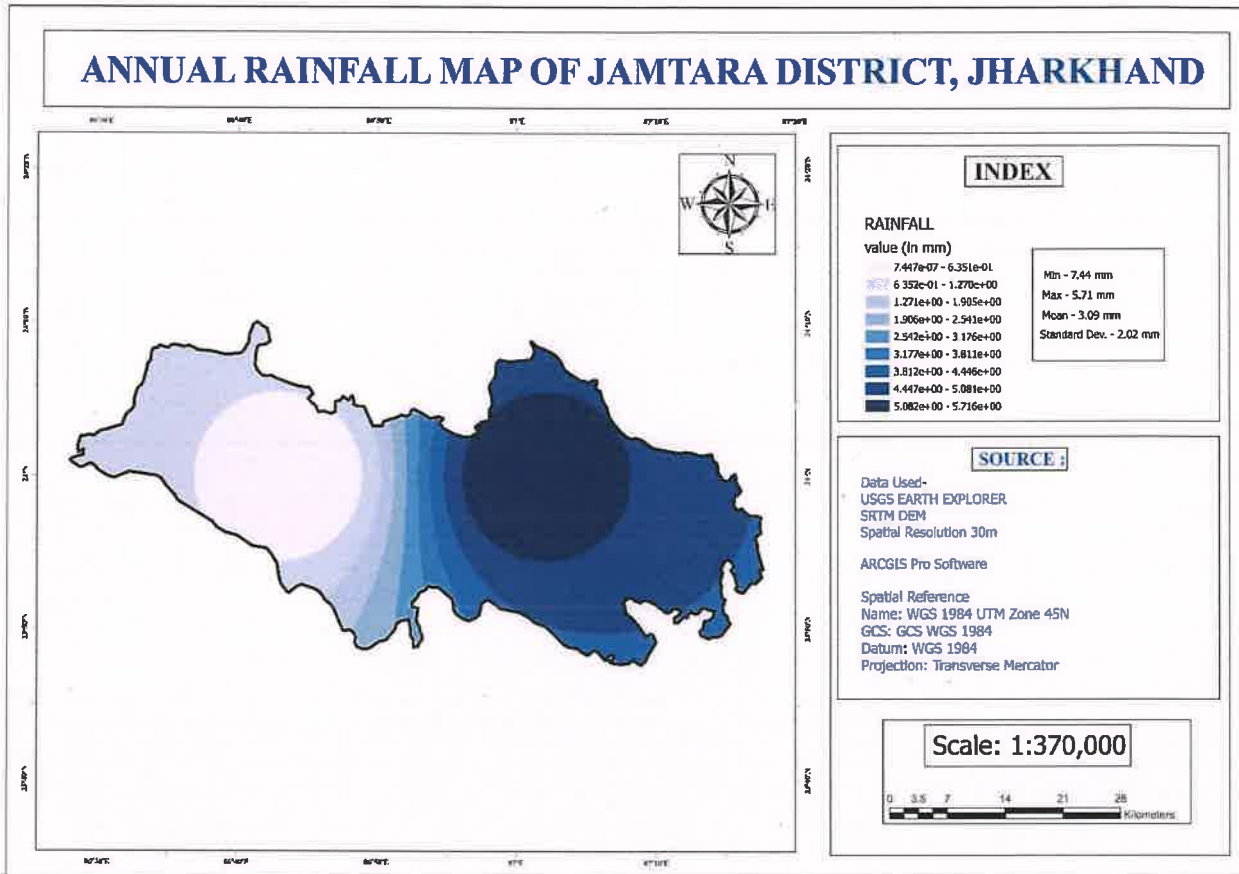 ANNUAL RAINFALL MAP OF JAMTARA DISTRICT, JHARKHAND
87°E
N
W E
S
INDEX
RAINFALL
value (in mm)
7.447e-07 - 6.351e-01
6.352e-01 - 1.270e+00
1.271e+00 - 1.905e+00
1.906e+00 - 2.541e+00
2.542e+00 - 3.176e+00
3.177e+00 - 3.811e+00
3.812e+00 - 4.446e+00
4.447e+00 - 5.081e+00
5.082e+00 - 5.716e+00
Min - 7.44 mm
Max - 5.71 mm
Mean - 3.09 mm
Standard Dev. - 2.02 mm
SOURCE :
Data Used-
USGS EARTH EXPLORER
SRTM DEM
Spatial Resolution 30m
ARCGIS Pro Software
Spatial Reference
Name: WGS 1984 UTM Zone 45N
GCS: GCS WGS 1984
Datum: WGS 1984
Projection: Transverse Mercator
Scale: 1:370,000
0 3.5 7 14 21 28
Kilometers
87°E